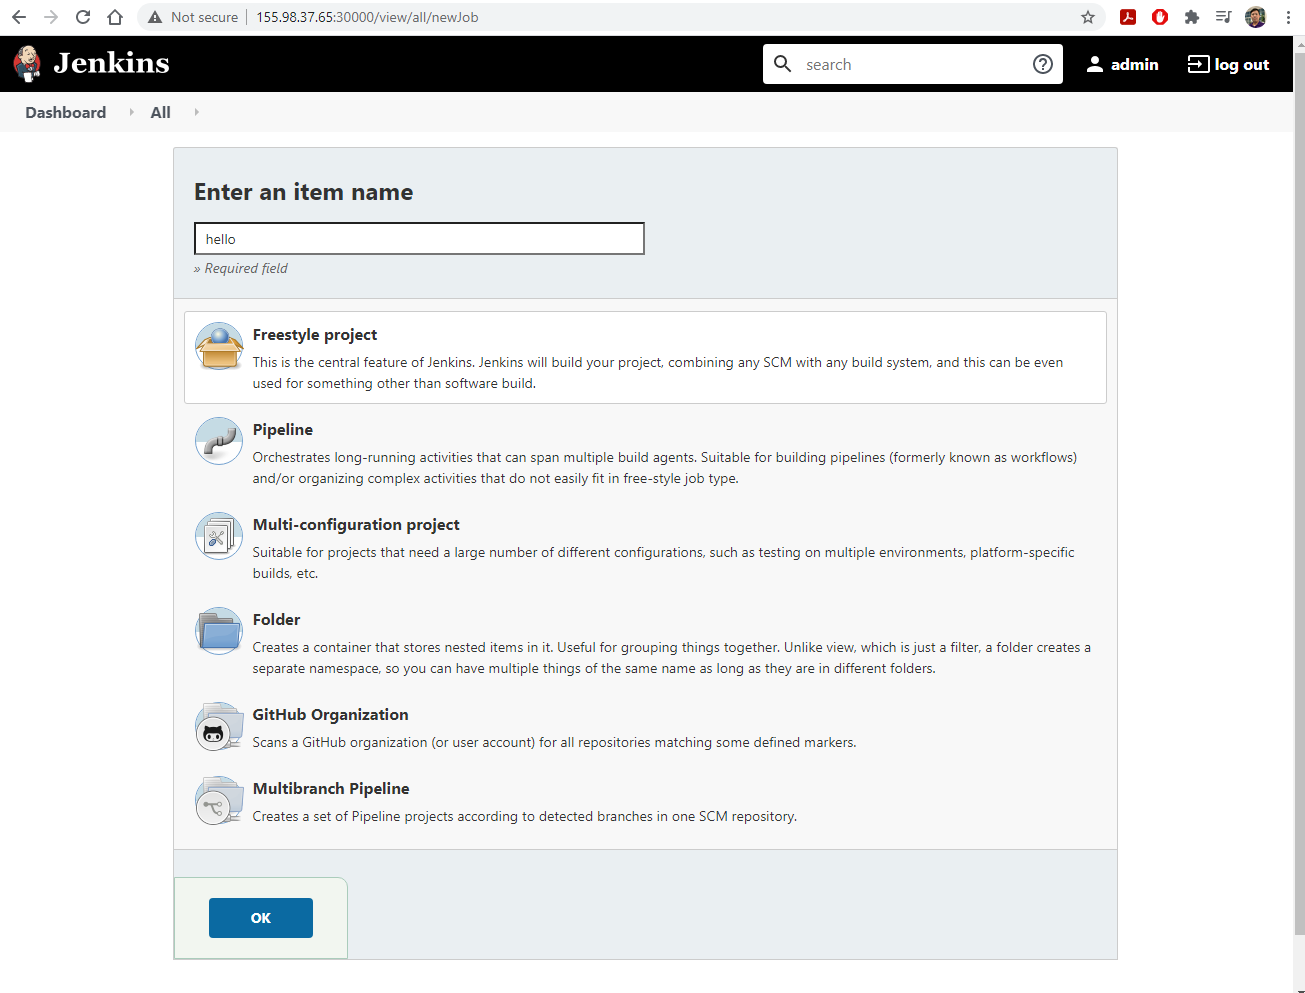 Not secure | 155.98.37.65:30000/view/all/newJob
Jenkins
search
admin
log out
Dashboard
All
Enter an item name
hello
» Required field
Freestyle project
This is the central feature of Jenkins. Jenkins will build your project, combining any SCM with any build system, and this can be even
used for something other than software build.
Pipeline
Orchestrates long-running activities that can span multiple build agents. Suitable for building pipelines (formerly known as workflows)
and/or organizing complex activities that do not easily fit in free-style job type.
Multi-configuration project
Suitable for projects that need a large number of different configurations, such as testing on multiple environments, platform-specific
builds, etc.
Folder
Creates a container that stores nested items in it. Useful for grouping things together. Unlike view, which is just a filter, a folder creates a
separate namespace, so you can have multiple things of the same name as long as they are in different folders.
GitHub Organization
Scans a GitHub organization (or user account) for all repositories matching some defined markers.
Multibranch Pipeline
Creates a set of Pipeline projects according to detected branches in one SCM repository.
OK